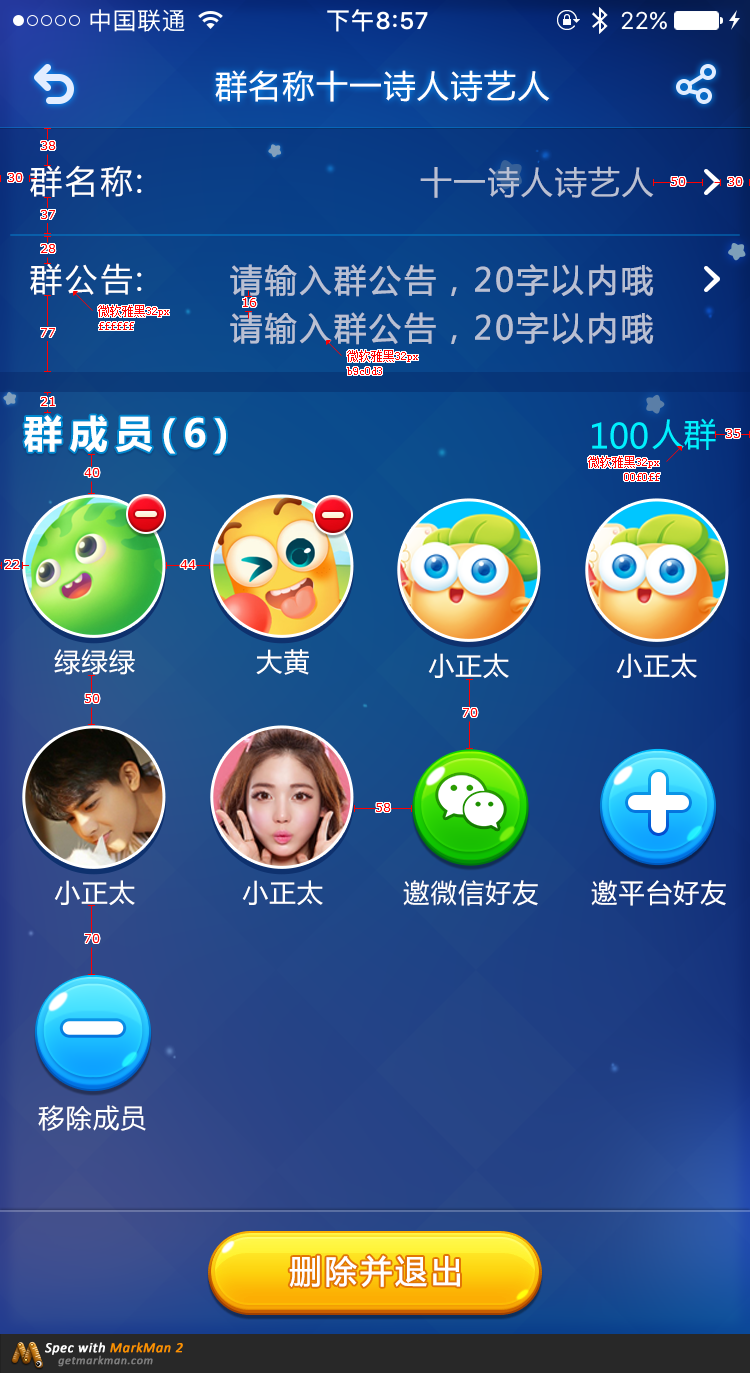 中国联通 下午8:57 22%
群名称十一诗人诗艺人
38
30 群名称: 十一诗人诗艺人 50 30
37
28
群公告: 请输入群公告，20字以内哦
16
微软雅黑32px
ffffff
77
请输入群公告，20字以内哦
微软雅黑32px
b9c0d3
21
群成员(6) 100人群 35
微软雅黑32px
00f0ff
40
22 44
绿绿绿 大黄 小正太 小正太
50 70
58
小正太 小正太 邀微信好友 邀平台好友
70
移除成员
删除并退出
Spec with MarkMan 2
getmarkman.com